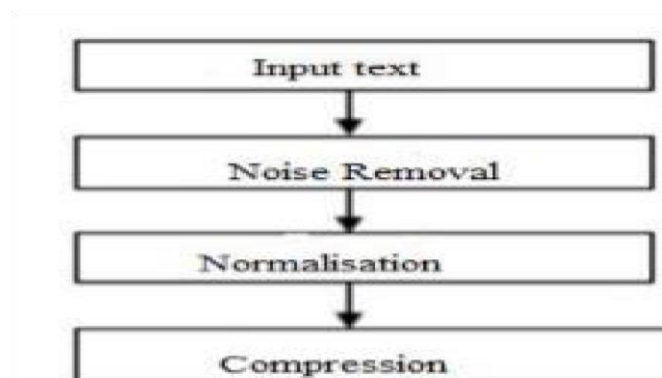 Input text
Noise Removal
Normalisation
Compression